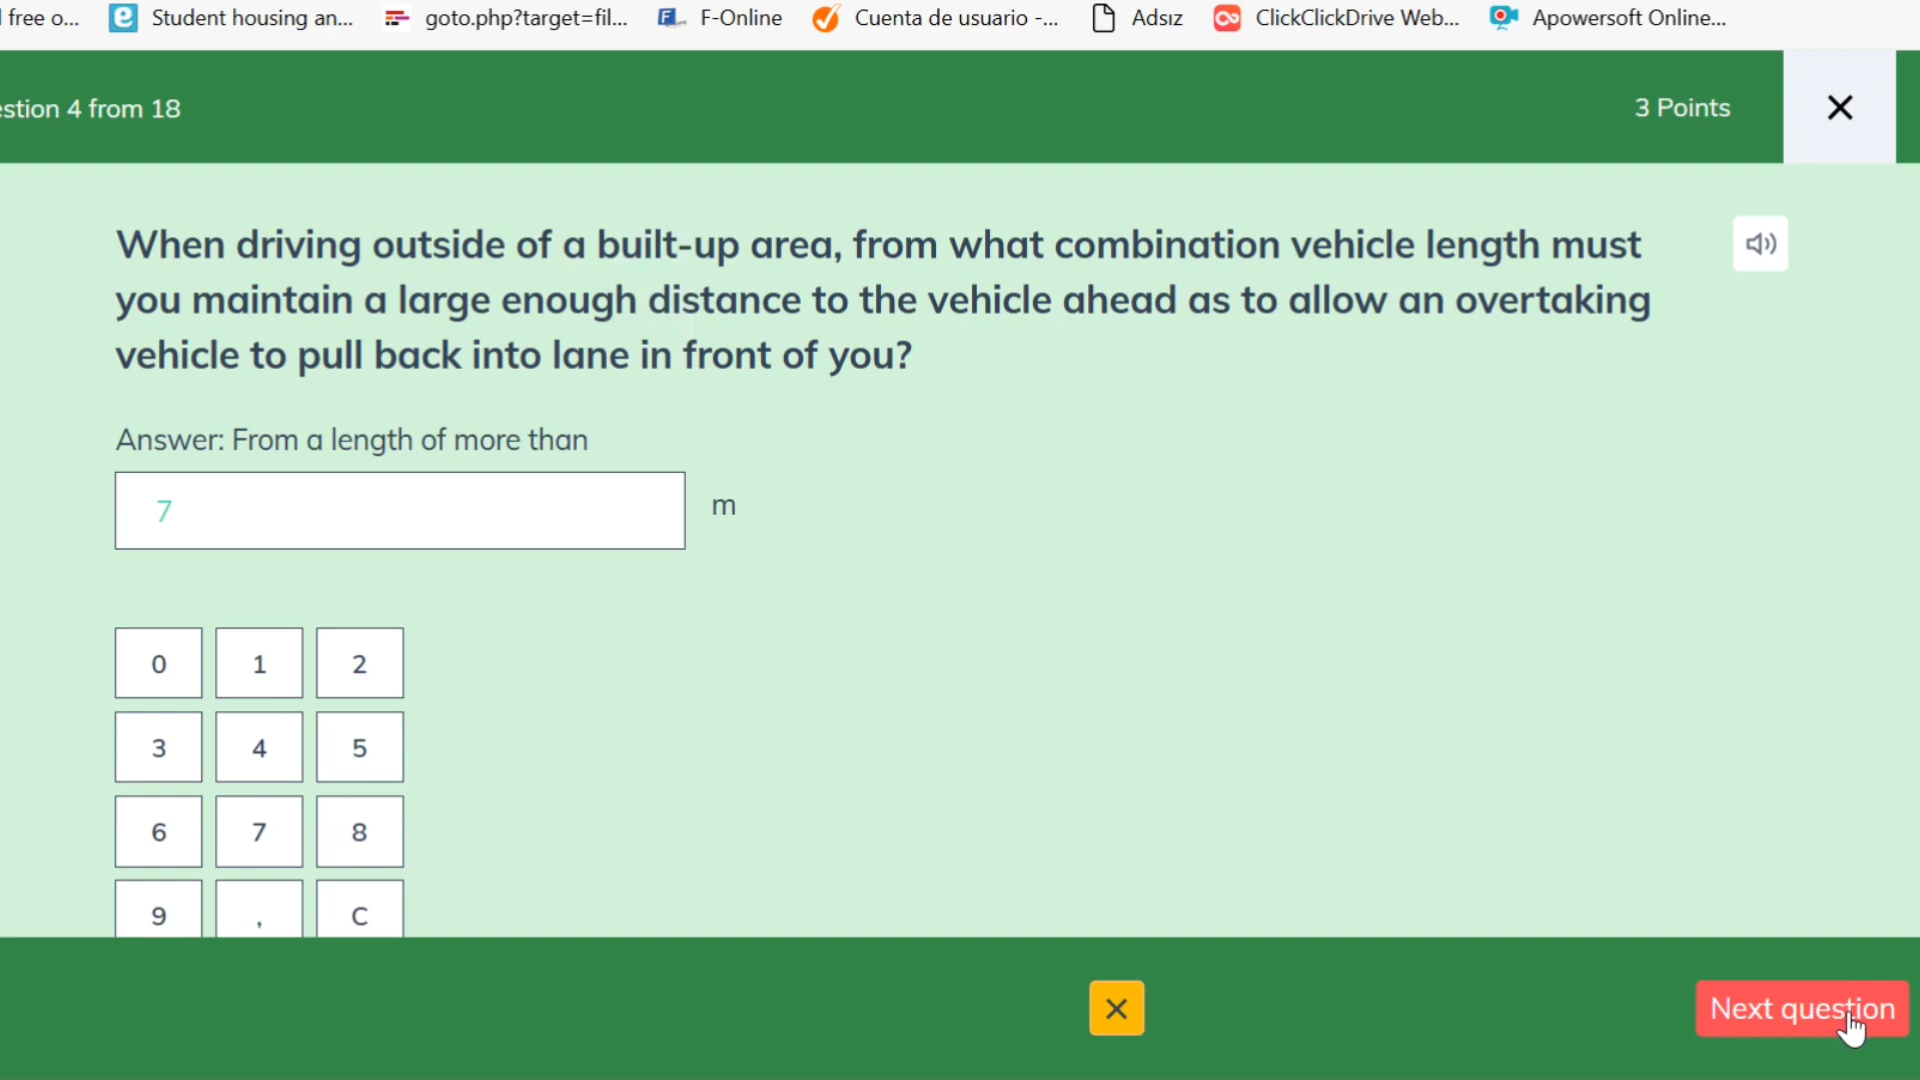 free o...
Student housing an...
goto.php?target=fil...
F-Online
Cuenta de usuario -...
Adsız
ClickClickDrive Web...
Apowersoft Online...
estion 4 from 18
3 Points
When driving outside of a built-up area, from what combination vehicle length must
you maintain a large enough distance to the vehicle ahead as to allow an overtaking
vehicle to pull back into lane in front of you?
Answer: From a length of more than
7
m
0 1 2
3 4 5
6 7 8
9 , C
Next question